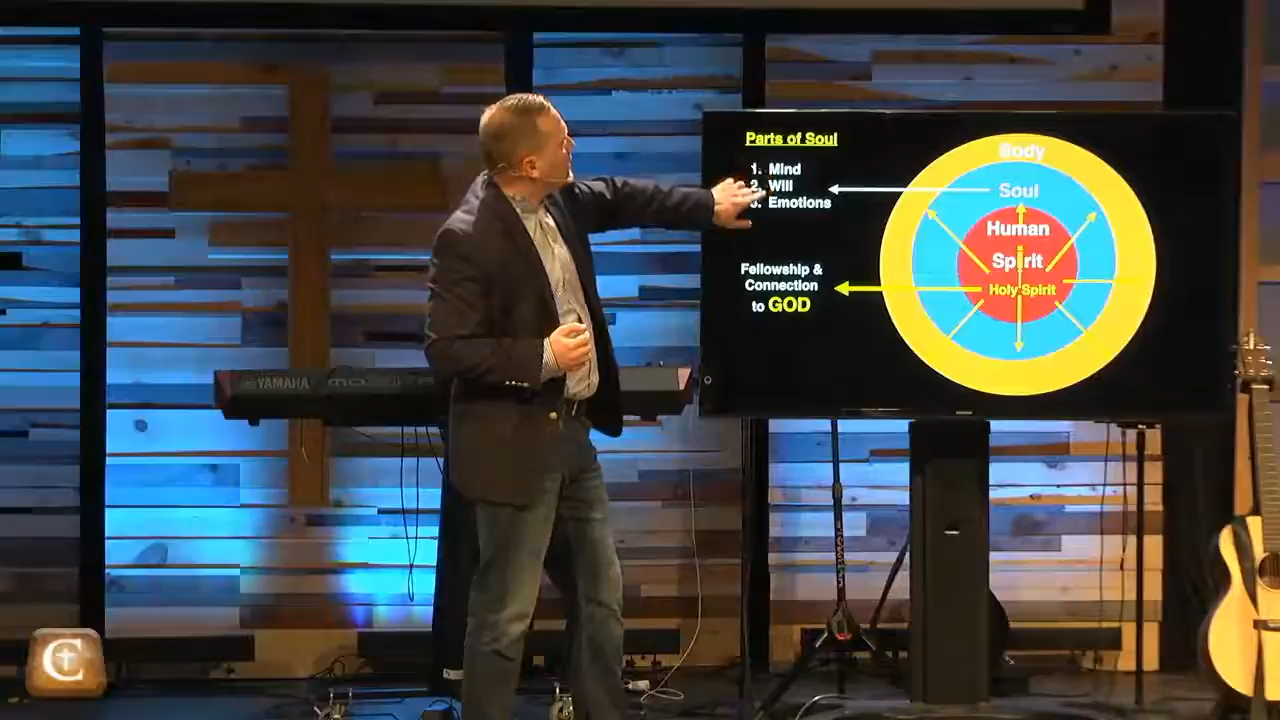 Parts of Soul
1. Mind
2. Will
3. Emotions
Fellowship &
Connection
to GOD
Body
Soul
Human
Spirit
Holy Spirit
YAMAHA
C